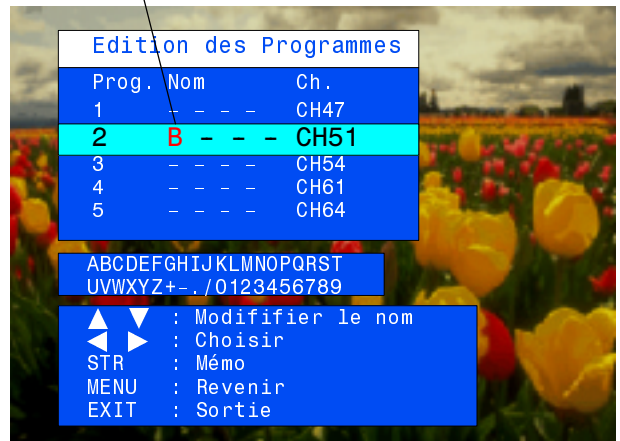 Edition des Programmes
Prog. Nom Ch.
1 - - - - CH47
2 B - - - CH51
3 - - - - CH54
4 - - - - CH61
5 - - - - CH64
ABCDEFGHIJKLMNOPQRST
UVWXYZ+-./0123456789
▲ ▼ : Modififier le nom
◀ ▶ : Choisir
STR : Mémo
MENU : Revenir
EXIT : Sortie